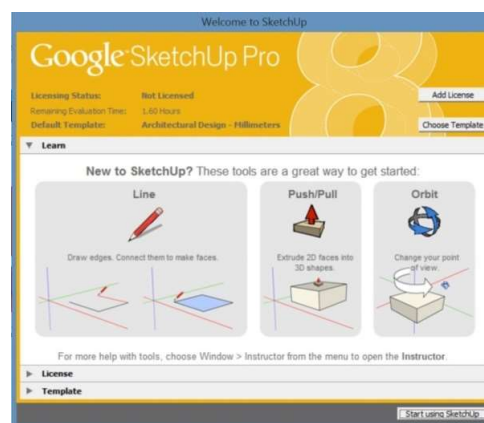 Welcome to SketchUp
Google SketchUp Pro
8
Licensing Status: Not Licensed
Add License
Remaining Evaluation Time: 1.60 Hours
Default Template: Architectural Design - Millimeters
Choose Template
Learn
New to SketchUp? These tools are a great way to get started:
Line
Push/Pull
Orbit
Draw edges. Connect them to make faces.
Extrude 2D faces into
3D shapes.
Change your point
of view.
For more help with tools, choose Window > Instructor from the menu to open the Instructor.
License
Template
Start using SketchUp